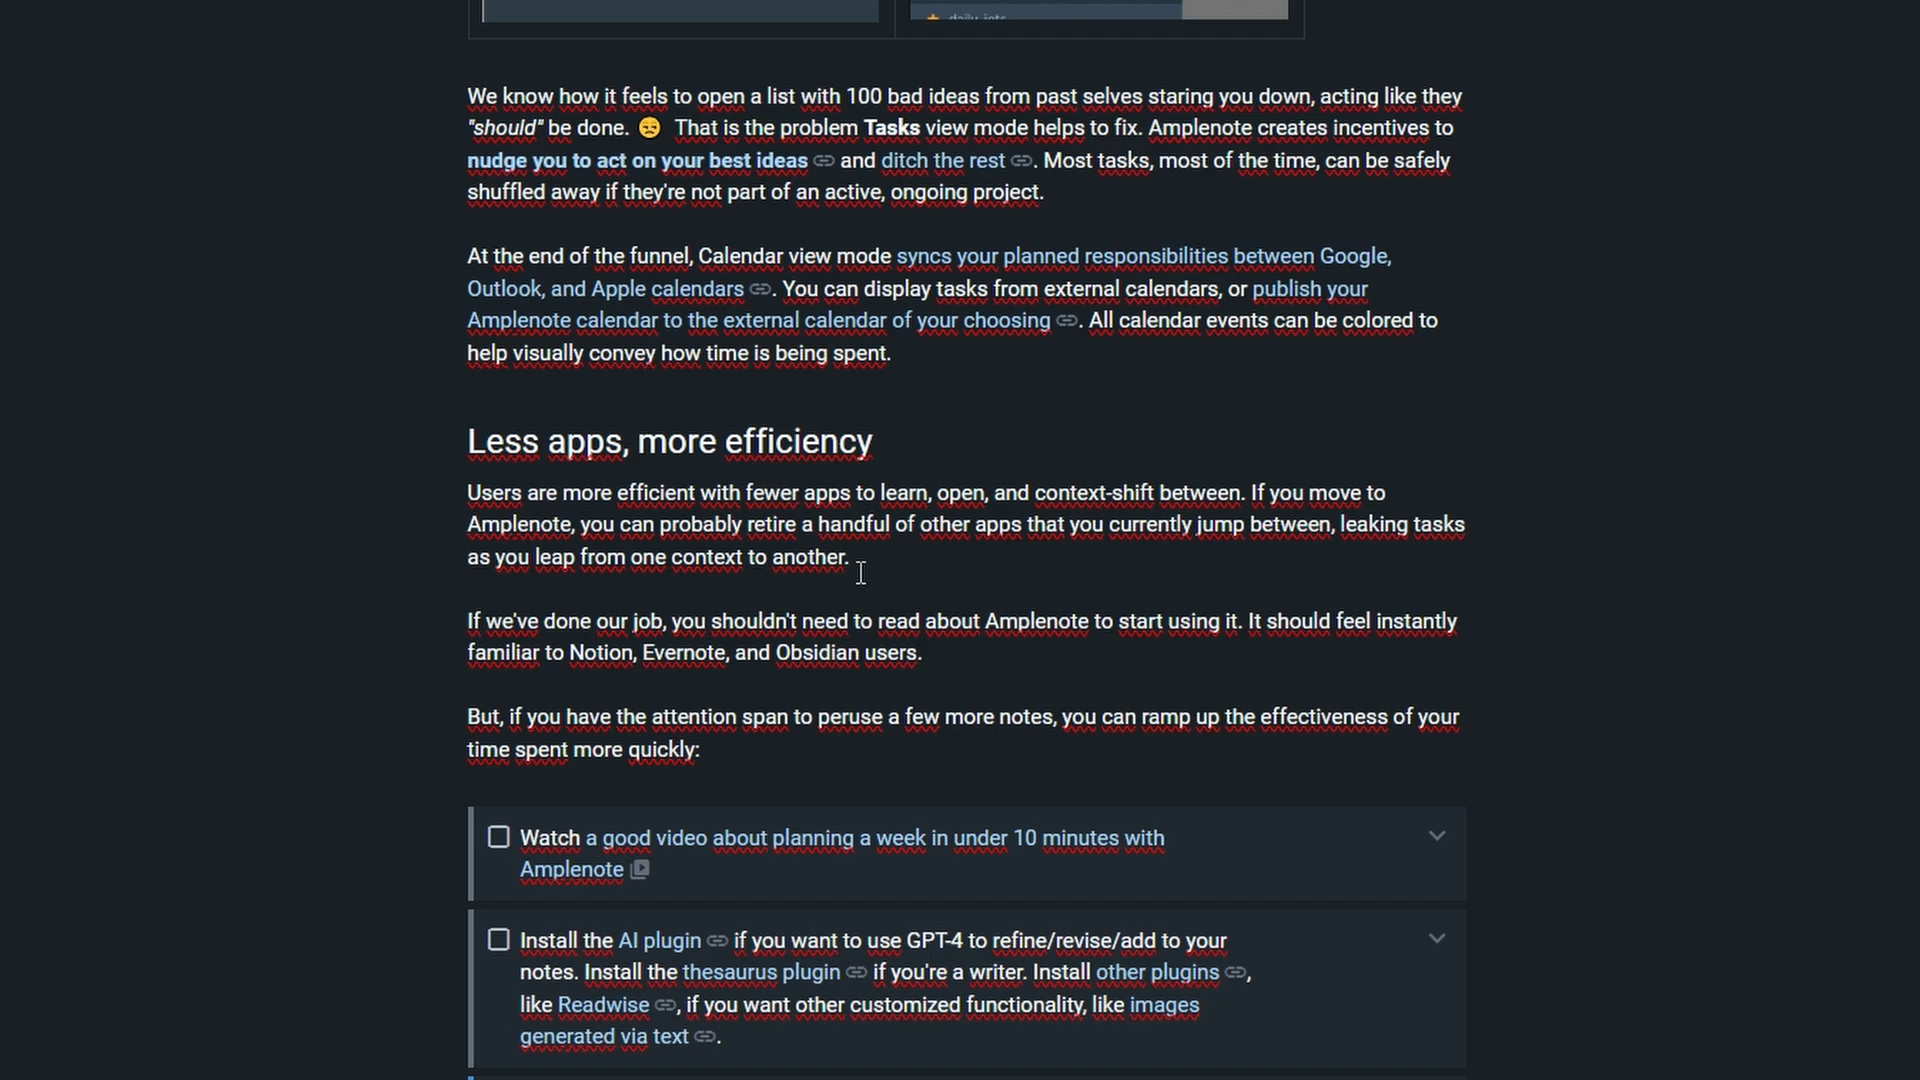 daily-jots
We know how it feels to open a list with 100 bad ideas from past selves staring you down, acting like they
"should" be done. 😒 That is the problem Tasks view mode helps to fix. Amplenote creates incentives to
nudge you to act on your best ideas and ditch the rest. Most tasks, most of the time, can be safely
shuffled away if they're not part of an active, ongoing project.
At the end of the funnel, Calendar view mode syncs your planned responsibilities between Google,
Outlook, and Apple calendars. You can display tasks from external calendars, or publish your
Amplenote calendar to the external calendar of your choosing. All calendar events can be colored to
help visually convey how time is being spent.
Less apps, more efficiency
Users are more efficient with fewer apps to learn, open, and context-shift between. If you move to
Amplenote, you can probably retire a handful of other apps that you currently jump between, leaking tasks
as you leap from one context to another.
If we've done our job, you shouldn't need to read about Amplenote to start using it. It should feel instantly
familiar to Notion, Evernote, and Obsidian users.
But, if you have the attention span to peruse a few more notes, you can ramp up the effectiveness of your
time spent more quickly:
Watch a good video about planning a week in under 10 minutes with
Amplenote
Install the AI plugin if you want to use GPT-4 to refine/revise/add to your
notes. Install the thesaurus plugin if you're a writer. Install other plugins,
like Readwise, if you want other customized functionality, like images
generated via text.